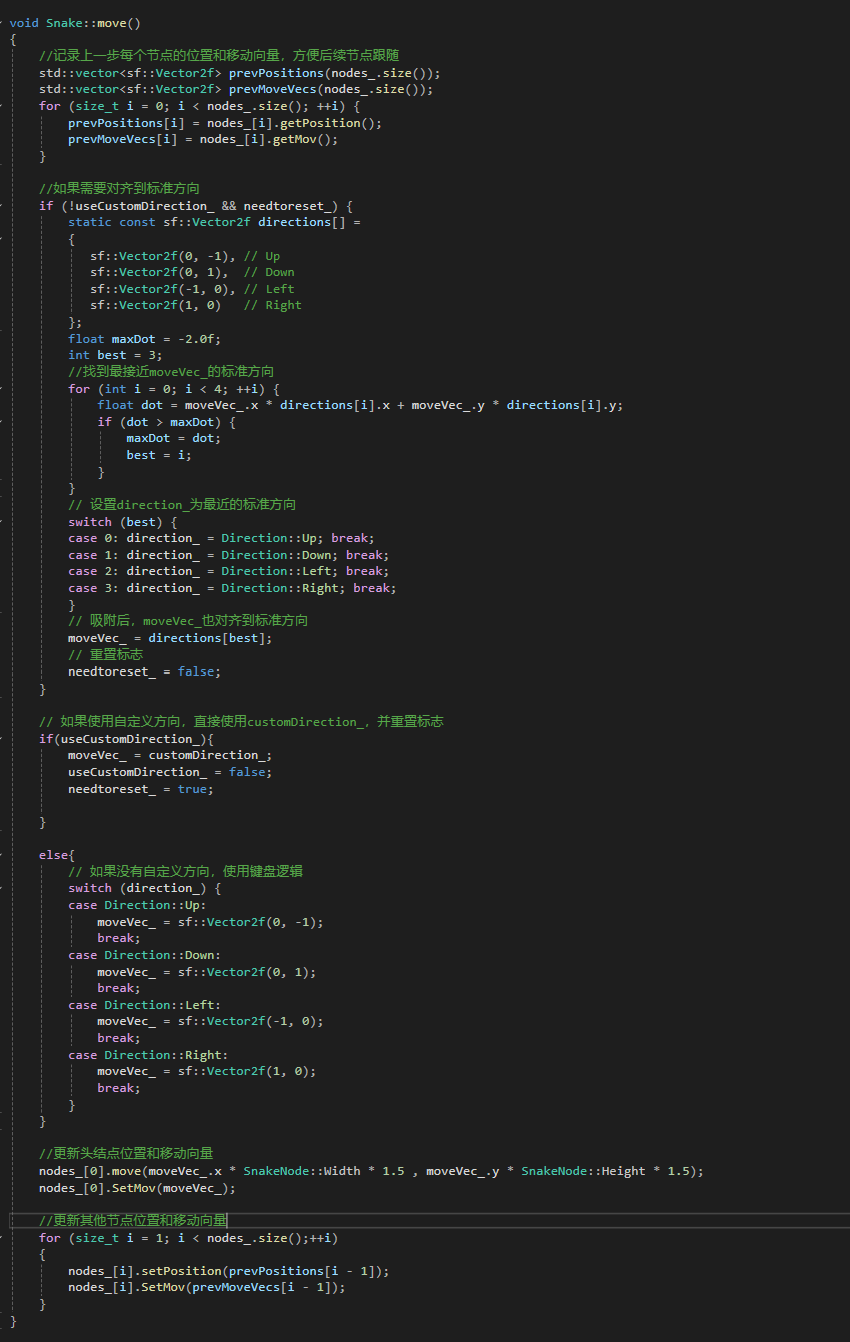 void Snake::move()
{
//记录上一步每个节点的位置和移动向量，方便后续节点跟随
std::vector<sf::Vector2f> prevPositions(nodes_.size());
std::vector<sf::Vector2f> prevMoveVecs(nodes_.size());
for (size_t i = 0; i < nodes_.size(); ++i) {
prevPositions[i] = nodes_[i].getPosition();
prevMoveVecs[i] = nodes_[i].getMov();
}
//如果需要对齐到标准方向
if (!useCustomDirection_ && needtoreset_) {
static const sf::Vector2f directions[] =
{
sf::Vector2f(0, -1), // Up
sf::Vector2f(0, 1),  // Down
sf::Vector2f(-1, 0), // Left
sf::Vector2f(1, 0)   // Right
};
float maxDot = -2.0f;
int best = 3;
//找到最接近moveVec_的标准方向
for (int i = 0; i < 4; ++i) {
float dot = moveVec_.x * directions[i].x + moveVec_.y * directions[i].y;
if (dot > maxDot) {
maxDot = dot;
best = i;
}
}
// 设置direction_为最近的标准方向
switch (best) {
case 0: direction_ = Direction::Up; break;
case 1: direction_ = Direction::Down; break;
case 2: direction_ = Direction::Left; break;
case 3: direction_ = Direction::Right; break;
}
// 吸附后，moveVec_也对齐到标准方向
moveVec_ = directions[best];
// 重置标志
needtoreset_ = false;
}
// 如果使用自定义方向，直接使用customDirection_，并重置标志
if(useCustomDirection_){
moveVec_ = customDirection_;
useCustomDirection_ = false;
needtoreset_ = true;
}
else{
// 如果没有自定义方向，使用键盘逻辑
switch (direction_) {
case Direction::Up:
moveVec_ = sf::Vector2f(0, -1);
break;
case Direction::Down:
moveVec_ = sf::Vector2f(0, 1);
break;
case Direction::Left:
moveVec_ = sf::Vector2f(-1, 0);
break;
case Direction::Right:
moveVec_ = sf::Vector2f(1, 0);
break;
}
}
//更新头结点位置和移动向量
nodes_[0].move(moveVec_.x * SnakeNode::Width * 1.5 , moveVec_.y * SnakeNode::Height * 1.5);
nodes_[0].SetMov(moveVec_);
//更新其他节点位置和移动向量
for (size_t i = 1; i < nodes_.size();++i)
{
nodes_[i].setPosition(prevPositions[i - 1]);
nodes_[i].SetMov(prevMoveVecs[i - 1]);
}
}